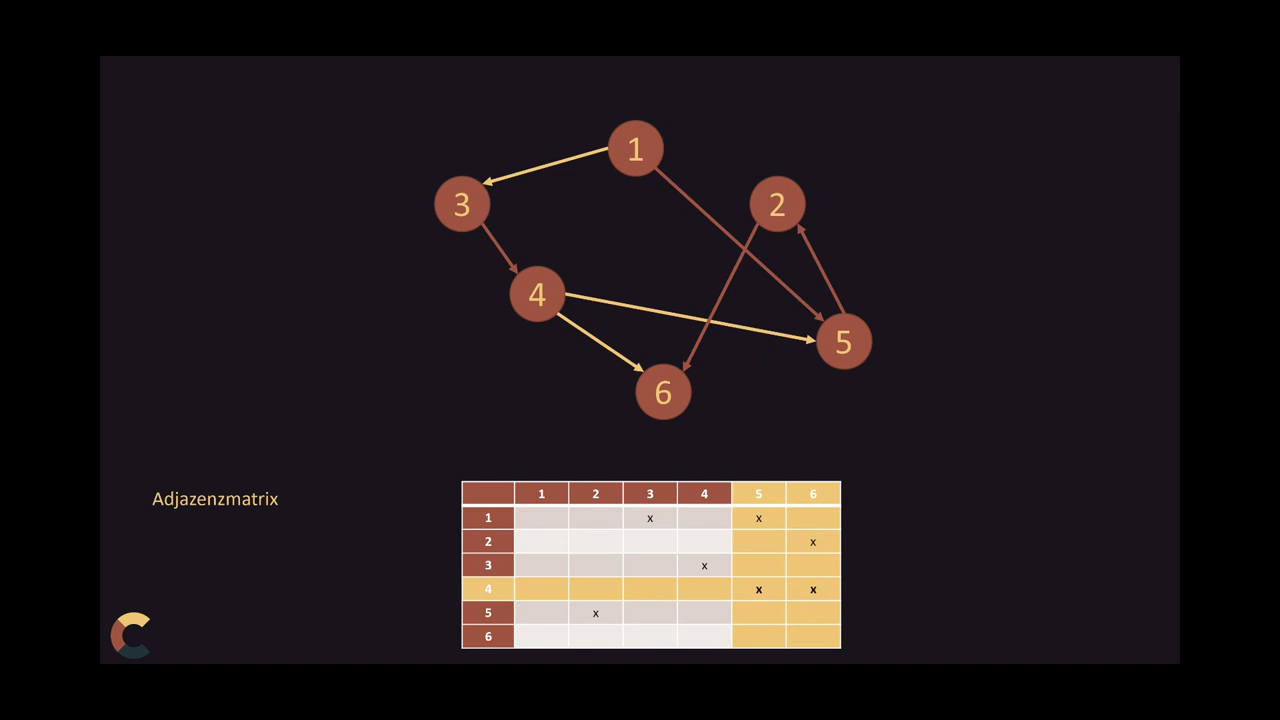 1
3
2
4
5
6
Adjazenzmatrix
1 2 3 4 5 6
1 x x
2 x
3 x
4 x x
5 x
6